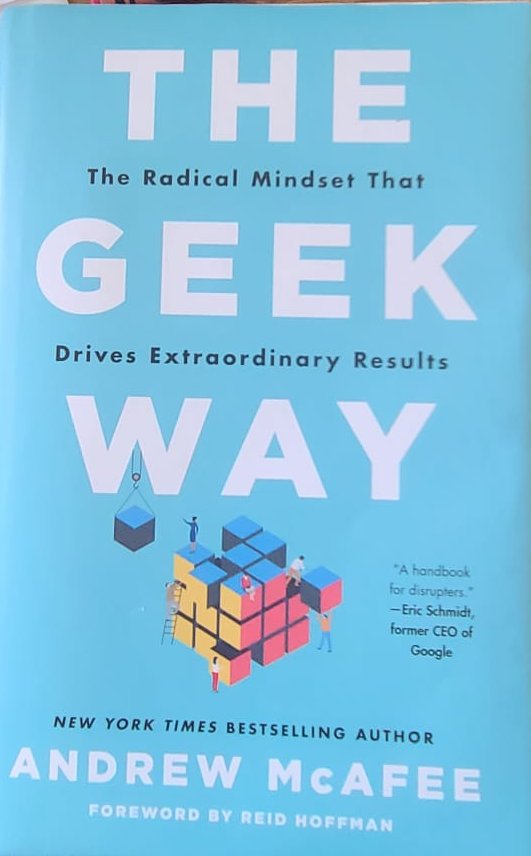 THE
The Radical Mindset That
GEEK
Drives Extraordinary Results
WAY
"A handbook
for disrupters."
—Eric Schmidt,
former CEO of
Google
NEW YORK TIMES BESTSELLING AUTHOR
ANDREW McAFEE
FOREWORD BY REID HOFFMAN